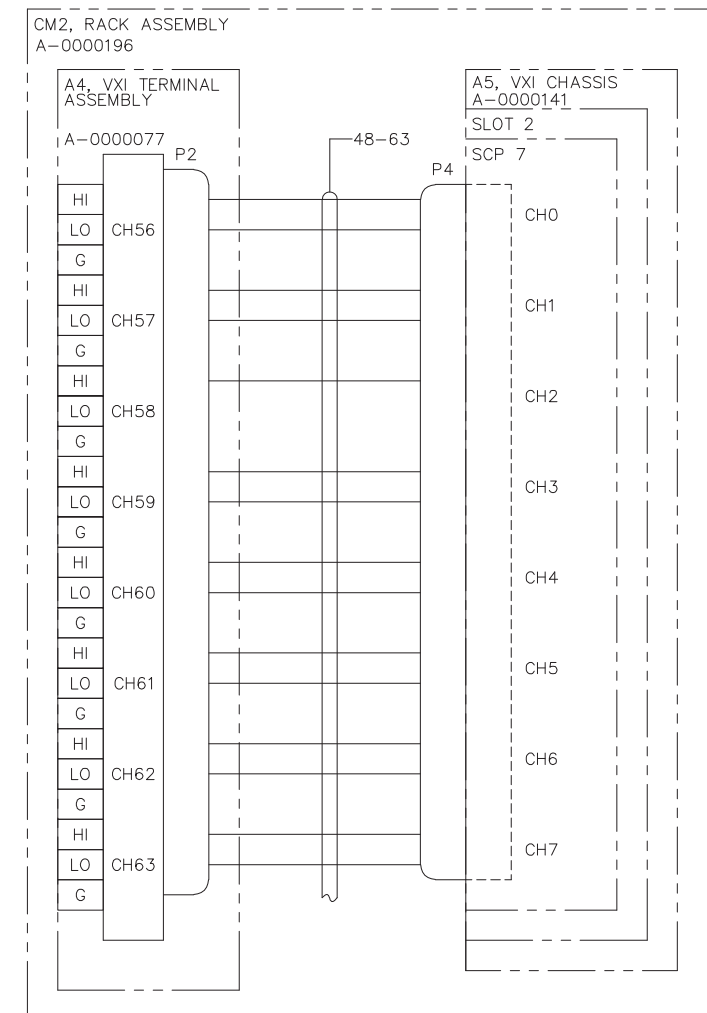 CM2, RACK ASSEMBLY
A-0000196
A4, VXI TERMINAL
ASSEMBLY
A-0000077
P2
48-63
P4
A5, VXI CHASSIS
A-0000141
SLOT 2
SCP 7
HI
LO CH56
G
CH0
HI
LO CH57
G
CH1
HI
LO CH58
G
CH2
HI
LO CH59
G
CH3
HI
LO CH60
G
CH4
HI
LO CH61
G
CH5
HI
LO CH62
G
CH6
HI
LO CH63
G
CH7